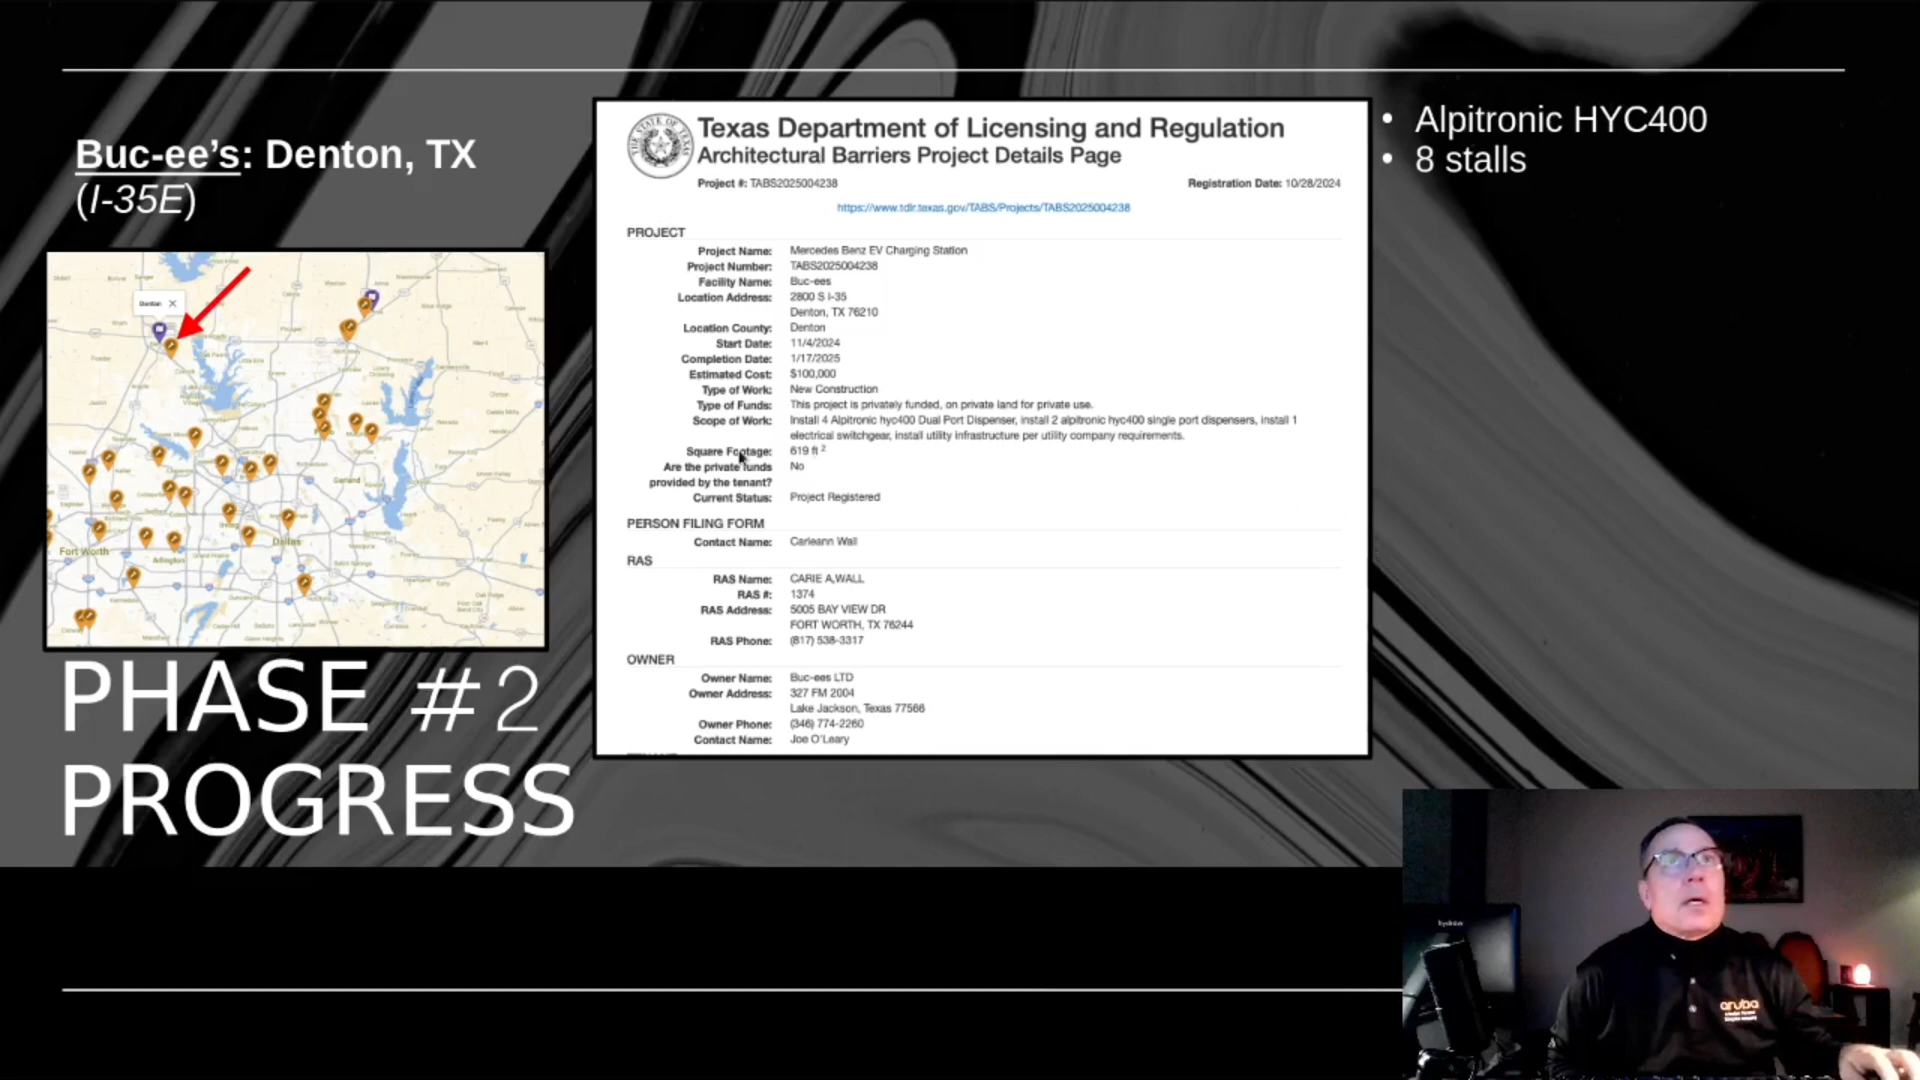 Buc-ee's: Denton, TX
(I-35E)
Denton
Garland
Irving
Dallas
Fort Worth
Arlington
PHASE #2
PROGRESS
THE STATE OF TEXAS
Texas Department of Licensing and Regulation
Architectural Barriers Project Details Page
Project #: TABS2025004238
Registration Date: 10/28/2024
https://www.tdlr.texas.gov/TABS/Projects/TABS2025004238
PROJECT
Project Name: Mercedes Benz EV Charging Station
Project Number: TABS2025004238
Facility Name: Buc-ees
Location Address: 2800 S I-35
Denton, TX 76210
Location County: Denton
Start Date: 11/4/2024
Completion Date: 1/17/2025
Estimated Cost: $100,000
Type of Work: New Construction
Type of Funds: This project is privately funded, on private land for private use.
Scope of Work: Install 4 Alpitronic hyc400 Dual Port Dispenser, install 2 alpitronic hyc400 single port dispensers, install 1
electrical switchgear, install utility infrastructure per utility company requirements.
Square Footage: 619 ft 2
Are the private funds No
provided by the tenant?
Current Status: Project Registered
PERSON FILING FORM
Contact Name: Carleann Wall
RAS
RAS Name: CARIE A,WALL
RAS #: 1374
RAS Address: 5005 BAY VIEW DR
FORT WORTH, TX 76244
RAS Phone: (817) 538-3317
OWNER
Owner Name: Buc-ees LTD
Owner Address: 327 FM 2004
Lake Jackson, Texas 77566
Owner Phone: (346) 774-2260
Contact Name: Joe O'Leary
• Alpitronic HYC400
• 8 stalls
aruba